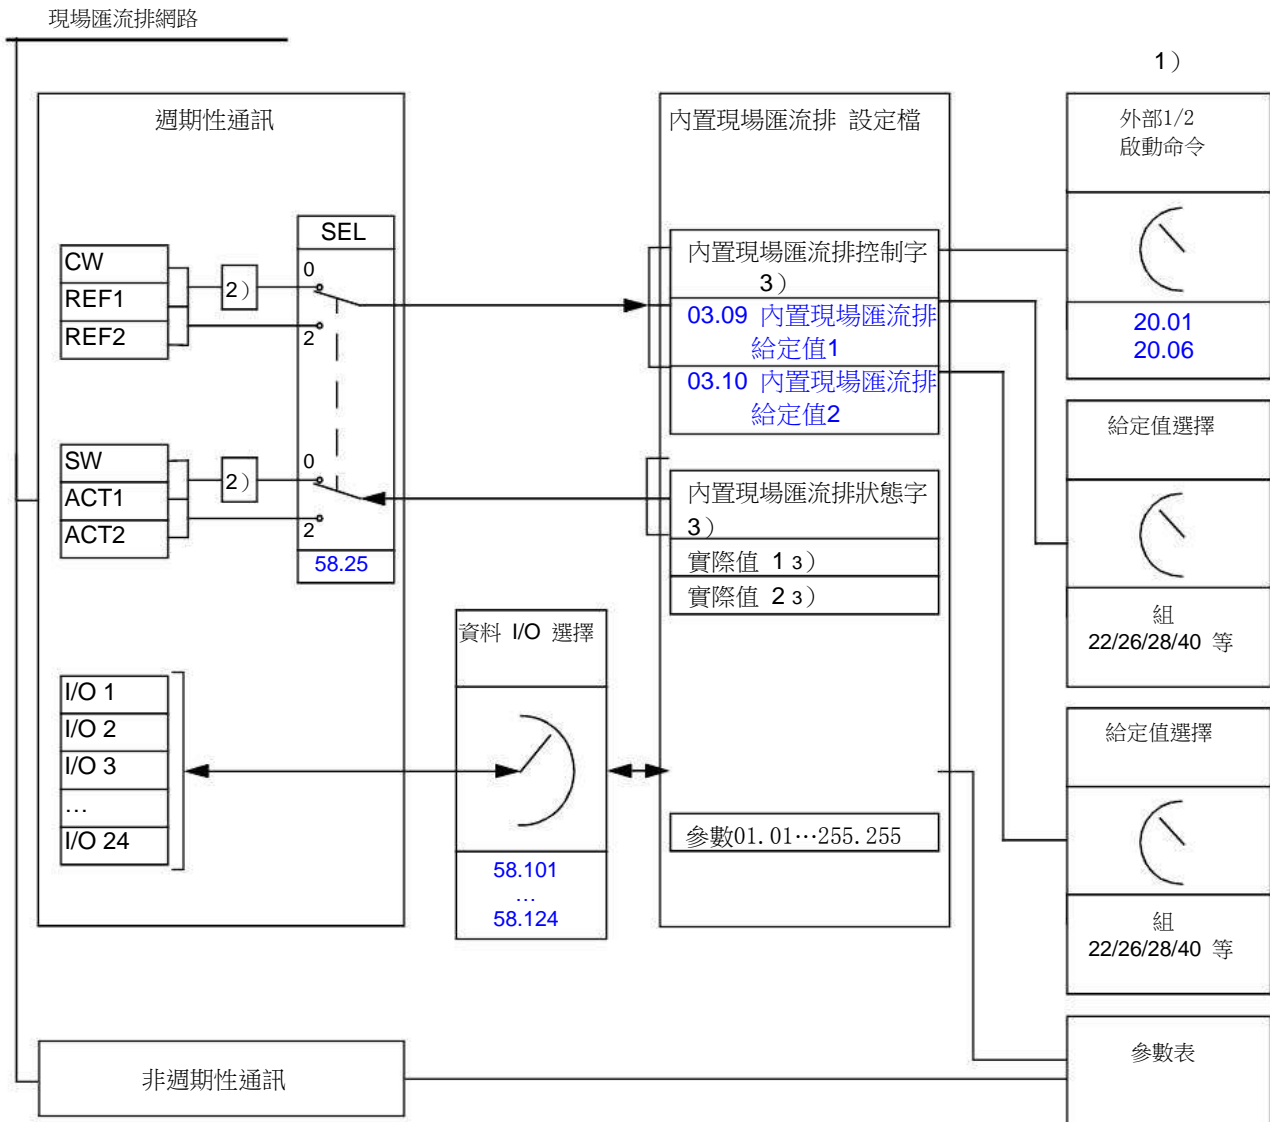 現場匯流排網路
1）
週期性通訊
SEL
CW
REF1
REF2
2）
0
2
SW
ACT1
ACT2
2）
0
2
58.25
I/O 1
I/O 2
I/O 3
…
I/O 24
資料 I/O 選擇
58.101
…
58.124
內置現場匯流排 設定檔
內置現場匯流排控制字
3）
03.09 內置現場匯流排
給定值1
03.10 內置現場匯流排
給定值2
內置現場匯流排狀態字
3）
實際值 1 3）
實際值 2 3）
參數01.01…255.255
外部1/2
啟動命令
20.01
20.06
給定值選擇
組
22/26/28/40 等
給定值選擇
組
22/26/28/40 等
參數表
非週期性通訊